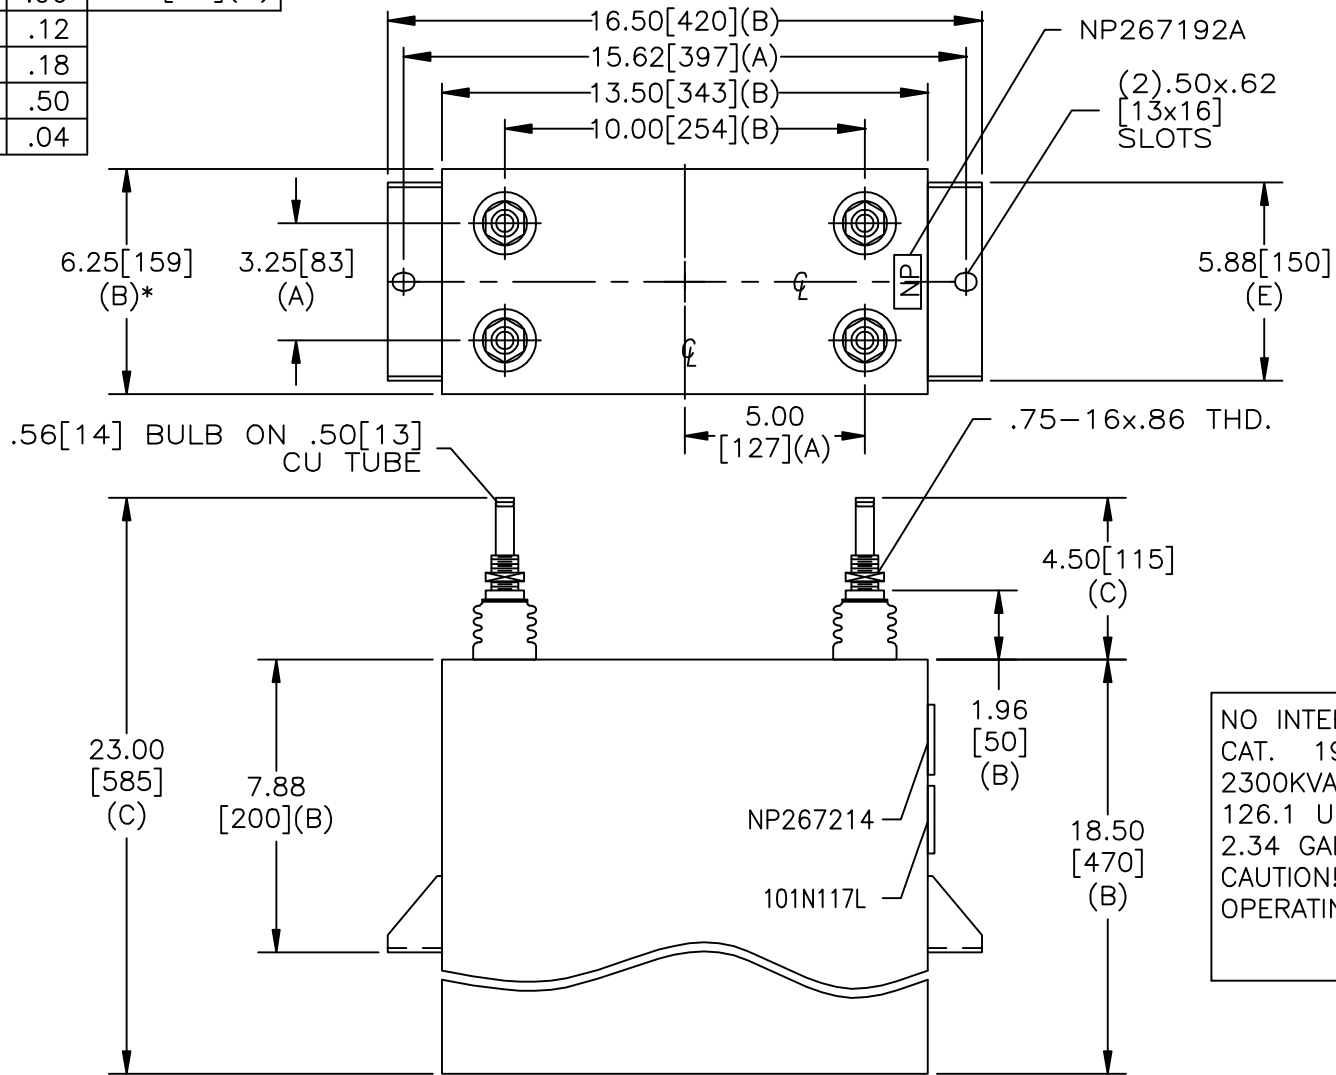 .12
.18
.50
.04
16.50[420](B)
15.62[397](A)
13.50[343](B)
10.00[254](B)
NP267192A
(2).50x.62
[13x16]
SLOTS
6.25[159]
(B)*
3.25[83]
(A)
NP
5.88[150]
(E)
5.00
[127](A)
.56[14] BULB ON .50[13]
CU TUBE
.75-16x.86 THD.
4.50[115]
(C)
1.96
[50]
(B)
23.00
[585]
(C)
7.88
[200](B)
NP267214
101N117L
18.50
[470]
(B)
NO
CAT. 19
2300KVA
126.1 U
2.34
CAUTION!